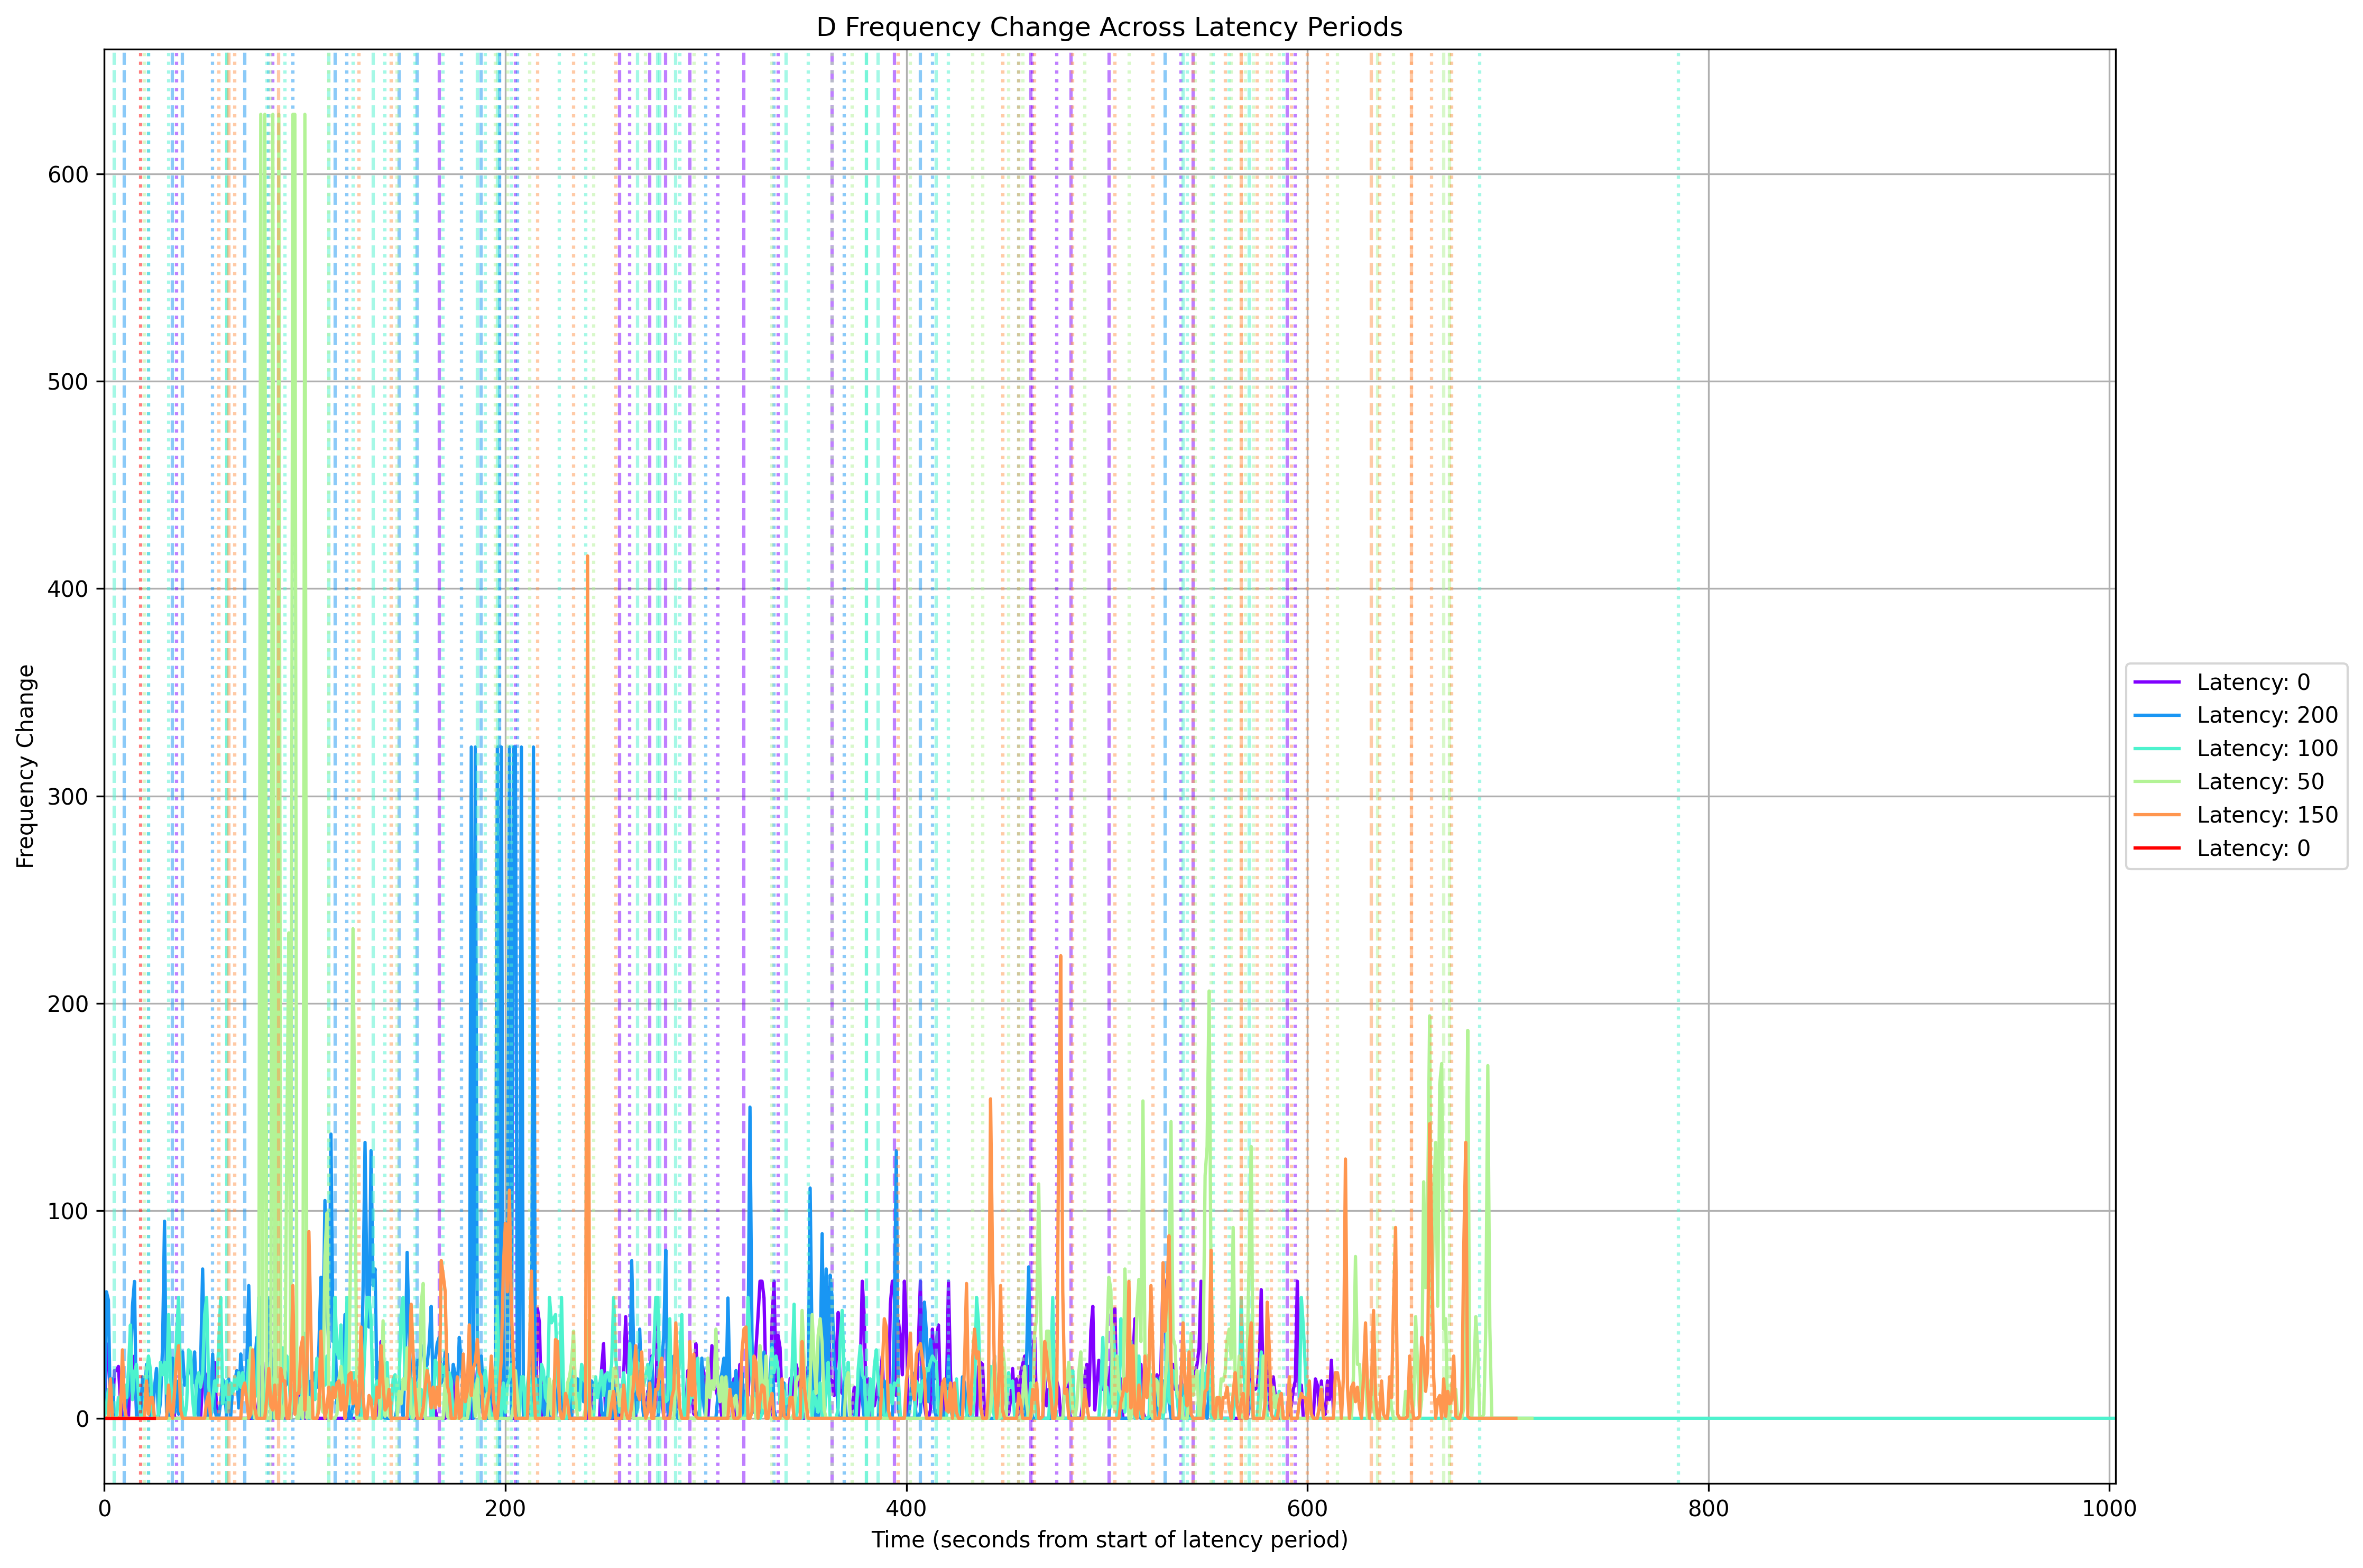 D Frequency Change Across Latency Periods
600
500
400
300
200
100
0
Frequency Change
0 200 400 600 800 1000
Time (seconds from start of latency period)
Latency: 0
Latency: 200
Latency: 100
Latency: 50
Latency: 150
Latency: 0